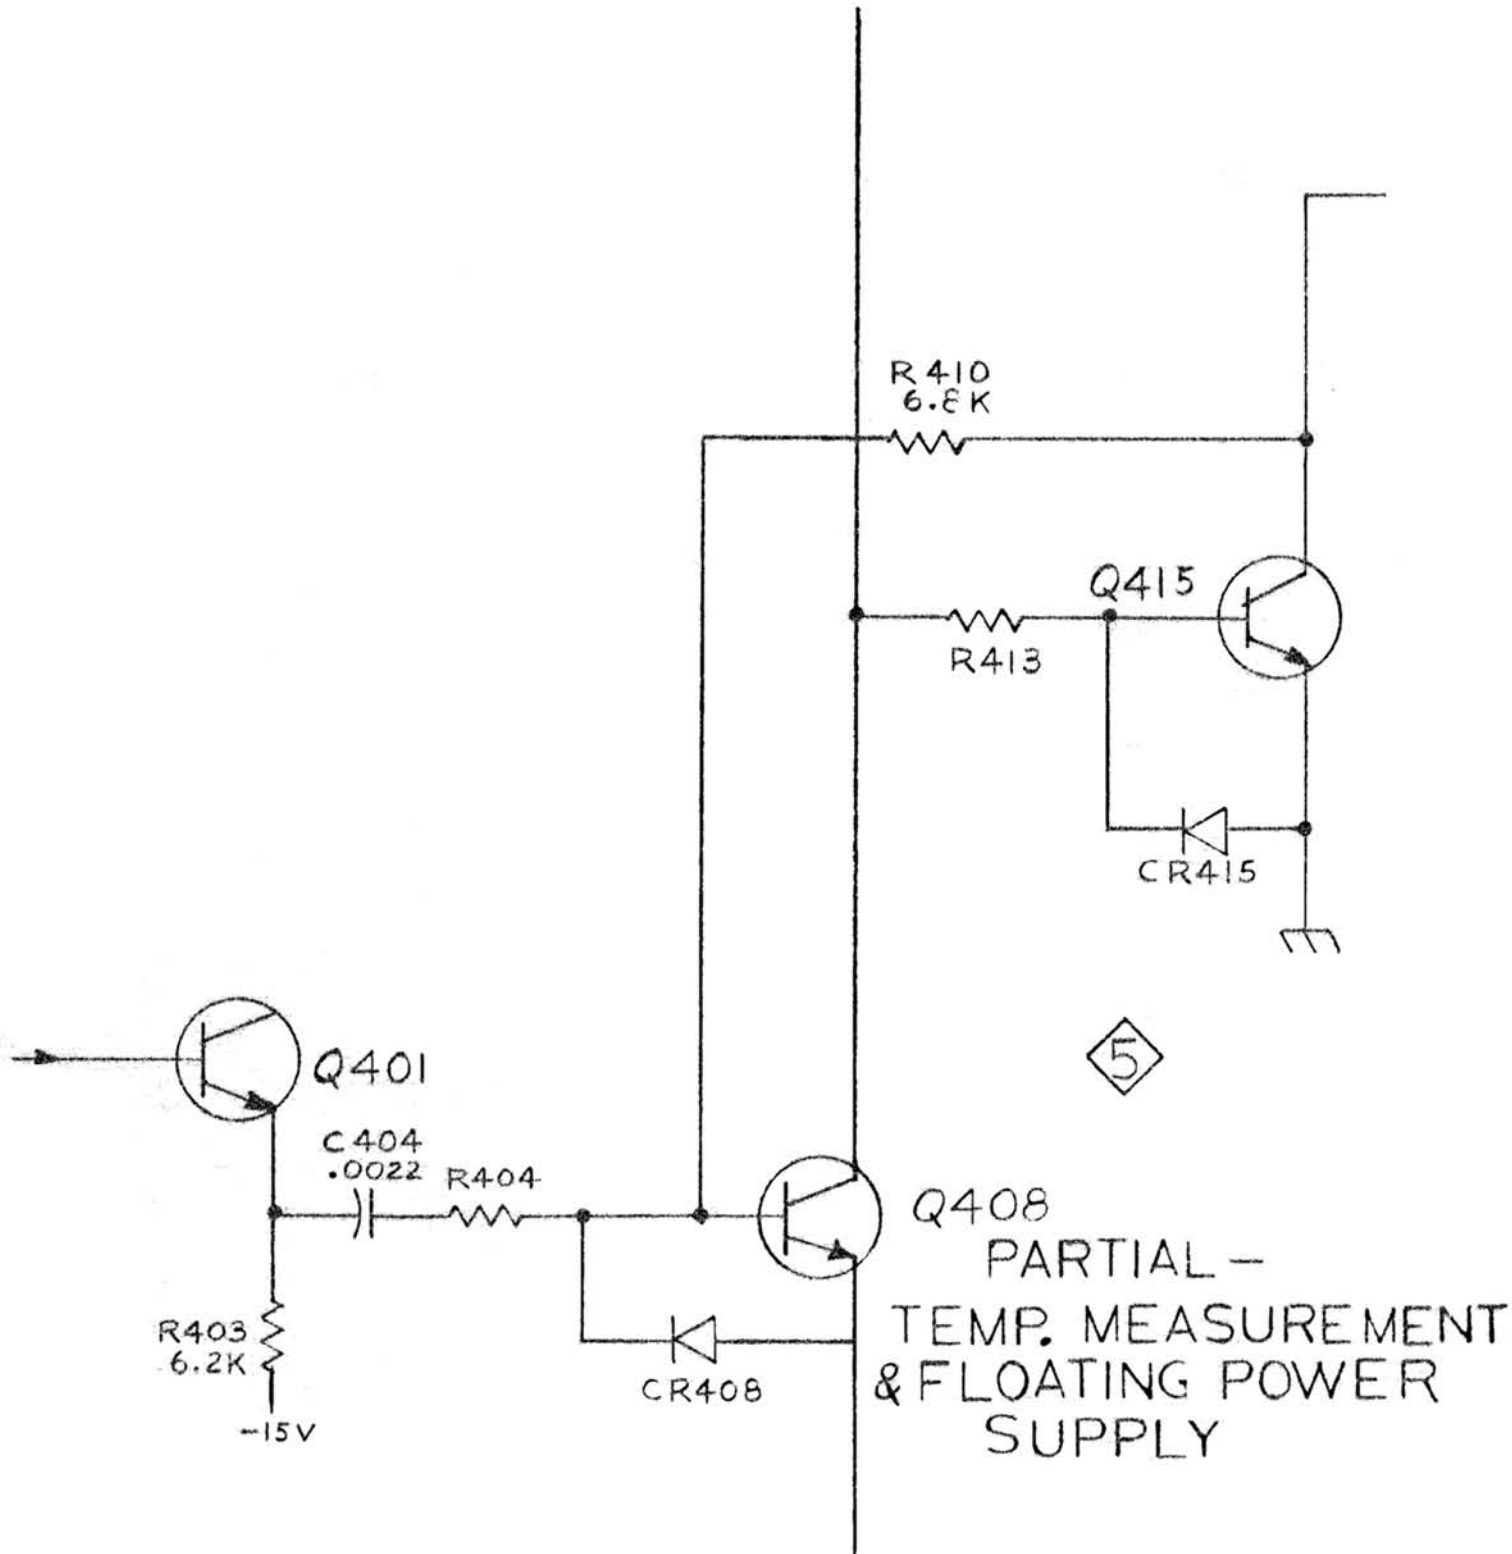 R410
6.8K
Q415
R413
CR415
Q401
5
C404
.0022
R404
Q408
R403
6.2K
-15V
CR408
PARTIAL-
TEMP. MEASUREMENT
& FLOATING POWER
SUPPLY